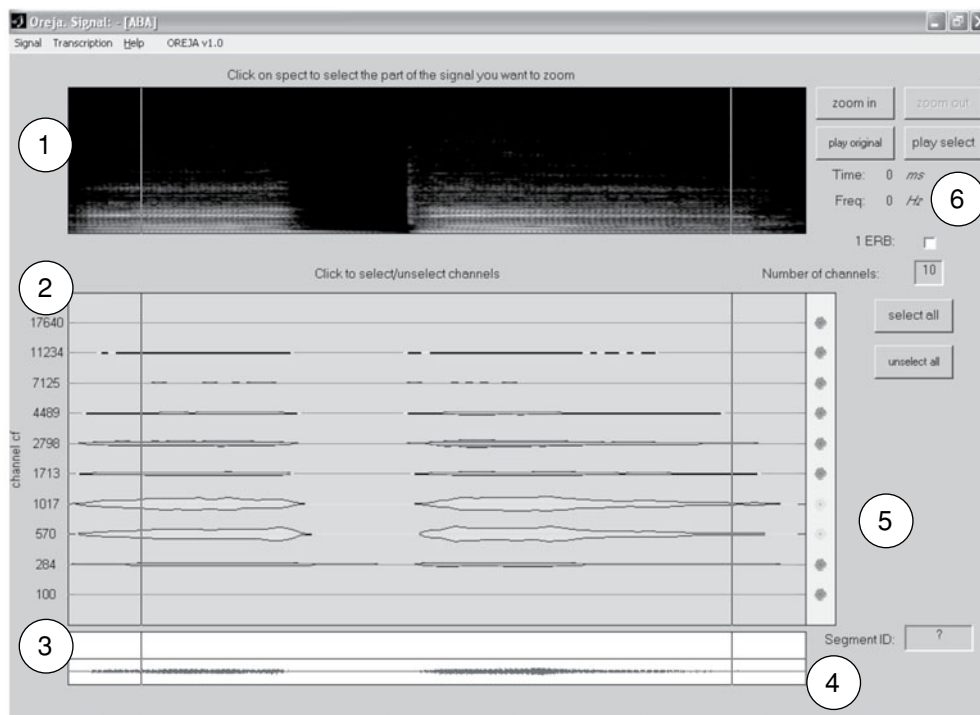 Oreja. Signal: - [ABA]
Signal Transcription Help OREJA v1.0
Click on spect to select the part of the signal you want to zoom
zoom in zoom out
1
play original play select
Time: 0 ms
6
Freq: 0 Hz
1 ERB:
2
Click to select/unselect channels
Number of channels: 10
17640
select all
11234
unselect all
7125
4489
2798
channel cf
1713
1017
5
570
284
100
3
Segment ID: ?
4